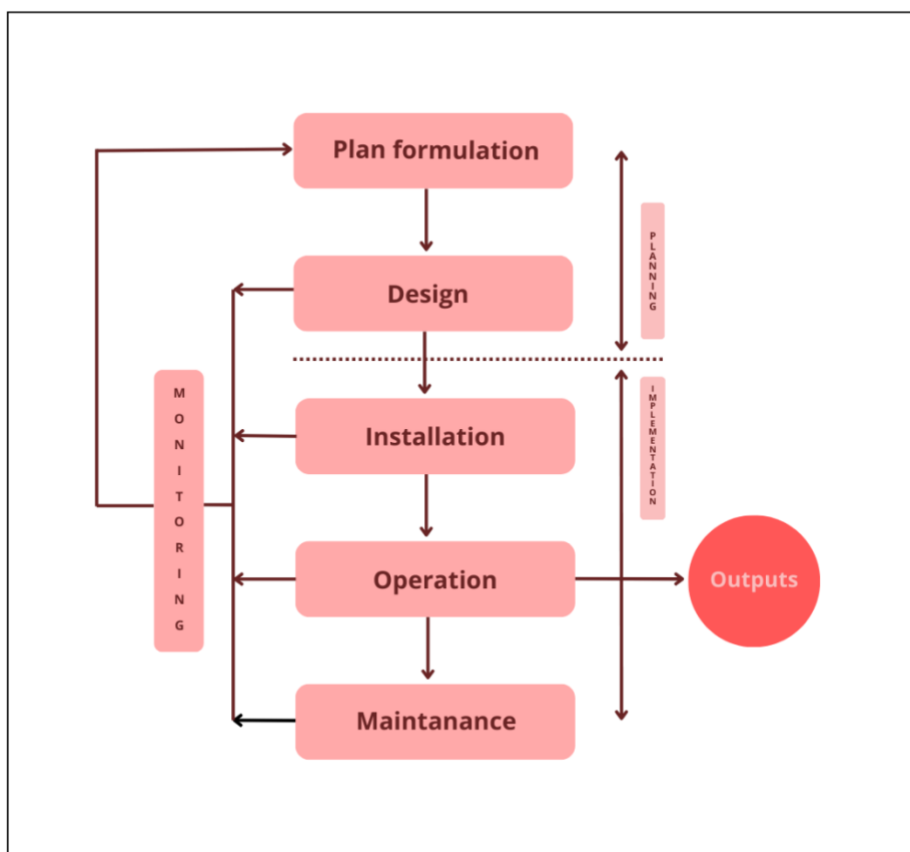 Plan formulation
PLANNING
Design
MONITORING
IMPLEMENTATION
Installation
Operation
Outputs
Maintanance